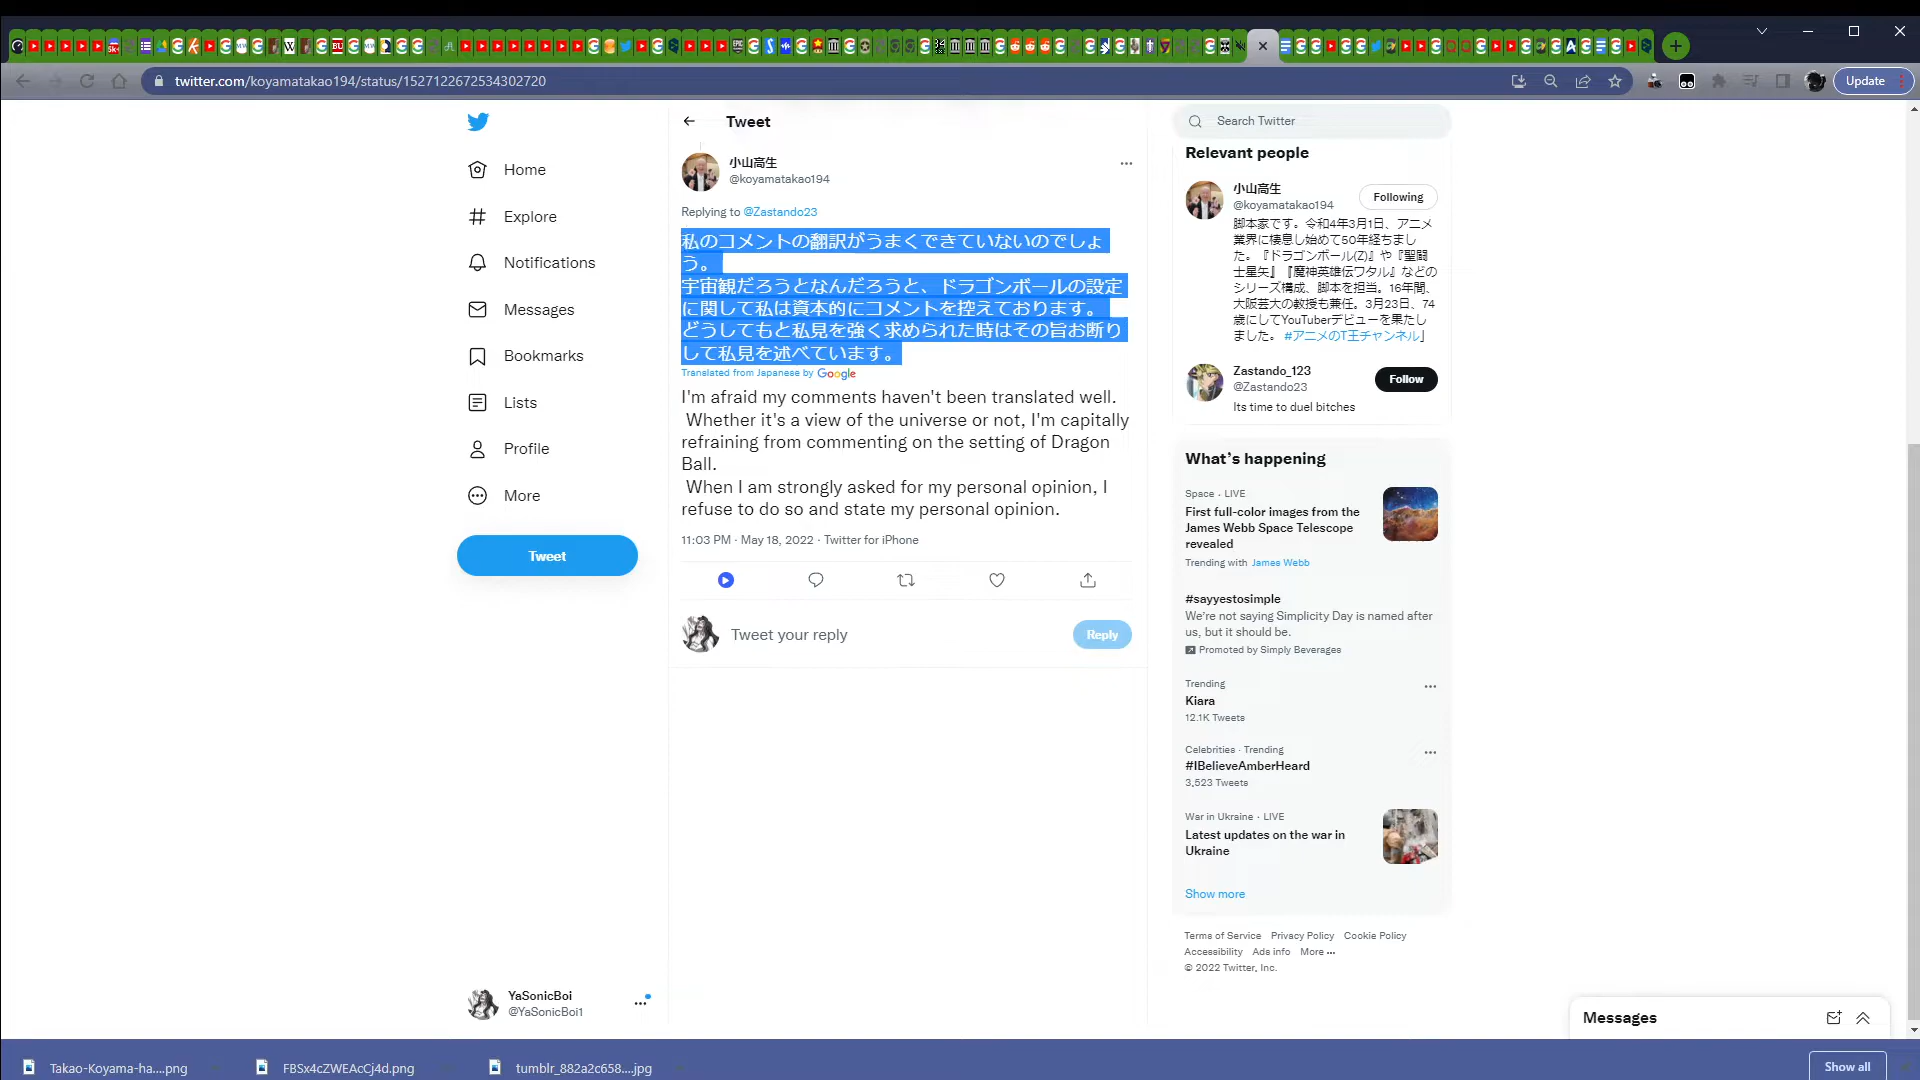 twitter.com/koyamatakao194/status/1527122672534302720
Update
Home
Explore
Notifications
Messages
Bookmarks
Lists
Profile
More
Tweet
YaSonicBoi
@YaSonicBoi1
Tweet
小山高生
@koyamatakao194
Replying to @Zastando23
私のコメントの翻訳がうまくできていないのでしょ
う。
宇宙観だろうとなんだろうと、ドラゴンボールの設定
に関して私は資本的にコメントを控えております。
どうしてもと私見を強く求められた時はその旨お断り
して私見を述べています。
Translated from Japanese by Google
I'm afraid my comments haven't been translated well.
Whether it's a view of the universe or not, I'm capitally
refraining from commenting on the setting of Dragon
Ball.
When I am strongly asked for my personal opinion, I
refuse to do so and state my personal opinion.
11:03 PM · May 18, 2022 · Twitter for iPhone
Tweet your reply
Reply
Search Twitter
Relevant people
小山高生
@koyamatakao194
Following
脚本家です。令和4年3月1日、アニメ
業界に棲息し始めて50年経ちまし
た。『ドラゴンボール(Z)』や『聖闘
士星矢』『魔神英雄伝ワタル』などの
シリーズ構成、脚本を担当。16年間、
大阪芸大の教授も兼任。3月23日、74
歳にしてYouTuberデビューを果たし
ました。 #アニメのT王チャンネル」
Zastando_123
@Zastando23
Follow
Its time to duel bitches
What's happening
Space · LIVE
First full-color images from the
James Webb Space Telescope
revealed
Trending with James Webb
#sayyestosimple
We're not saying Simplicity Day is named after
us, but it should be.
Promoted by Simply Beverages
Trending
Kiara
12.1K Tweets
Celebrities · Trending
#IBelieveAmberHeard
3,523 Tweets
War in Ukraine · LIVE
Latest updates on the war in
Ukraine
Show more
Terms of Service Privacy Policy Cookie Policy
Accessibility Ads info More ···
© 2022 Twitter, Inc.
Messages
Takao-Koyama-ha....png
FBSx4cZWEAcCj4d.png
tumblr_882a2c658....jpg
Show all